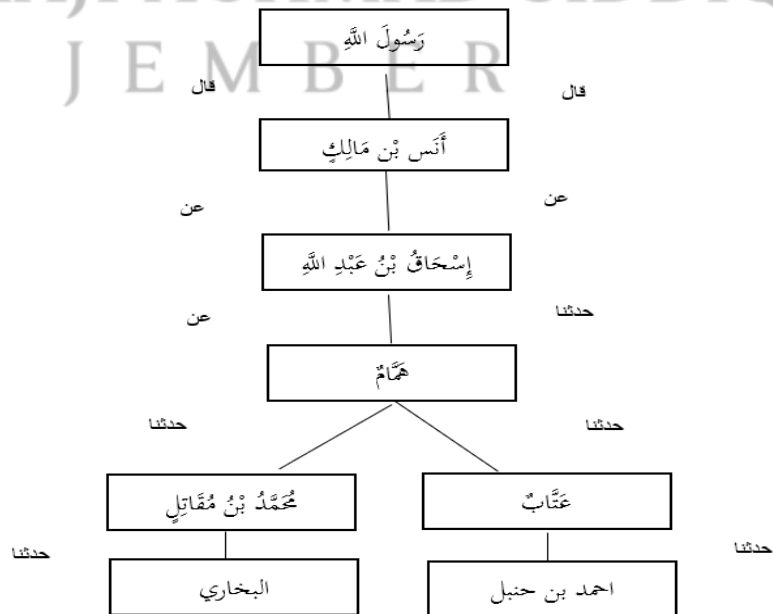 رَسُولَ اللَّهِ
J E M B E R
قال
قال
أَنَس بْن مَالِكٍ
عن
عن
إِسْحَاقُ بْنُ عَبْدِ اللَّهِ
حدثنا
عن
هَمَّامٌ
حدثنا
حدثنا
عَتَّابٌ
مُحَمَّدُ بْنُ مُقَاتِلٍ
حدثنا
حدثنا
احمد بن حنبل
البخاري